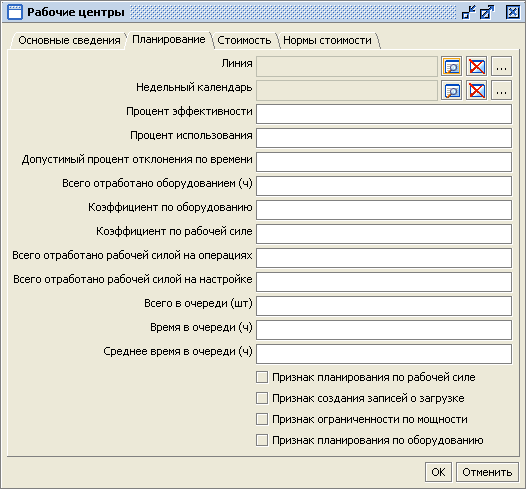 Рабочие центры
Основные сведения Планирование Стоимость Нормы стоимости
Линия ...
Недельный календарь ...
Процент эффективности
Процент использования
Допустимый процент отклонения по времени
Всего отработано оборудованием (ч)
Коэффициент по оборудованию
Коэффициент по рабочей силе
Всего отработано рабочей силой на операциях
Всего отработано рабочей силой на настройке
Всего в очереди (шт)
Время в очереди (ч)
Среднее время в очереди (ч)
Признак планирования по рабочей силе
Признак создания записей о загрузке
Признак ограниченности по мощности
Признак планирования по оборудованию
OK Отменить